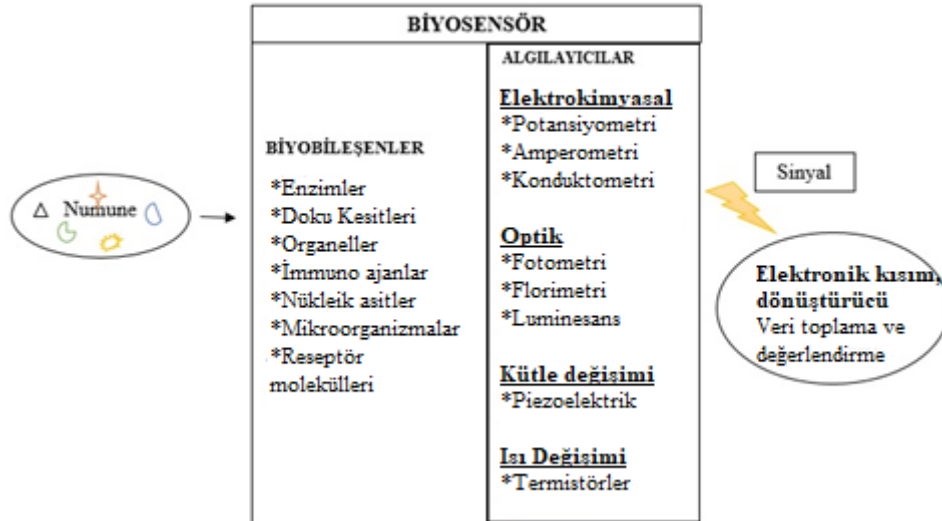 BİYOSENSÖR
Numune
BİYOBİLEŞENLER
*Enzimler
*Doku Kesitleri
*Organeller
*İmmuno ajanlar
*Nükleik asitler
*Mikroorganizmalar
*Reseptör
molekülleri
ALGILAYICILAR
Elektrokimyasal
*Potansiyometri
*Amperometri
*Konduktometri
Optik
*Fotometri
*Florimetri
*Luminesans
Kütle değişimi
*Piezoelektrik
Isı Değişimi
*Termistörler
Sinyal
Elektronik kısım,
dönüştürücü
Veri toplama ve
değerlendirme